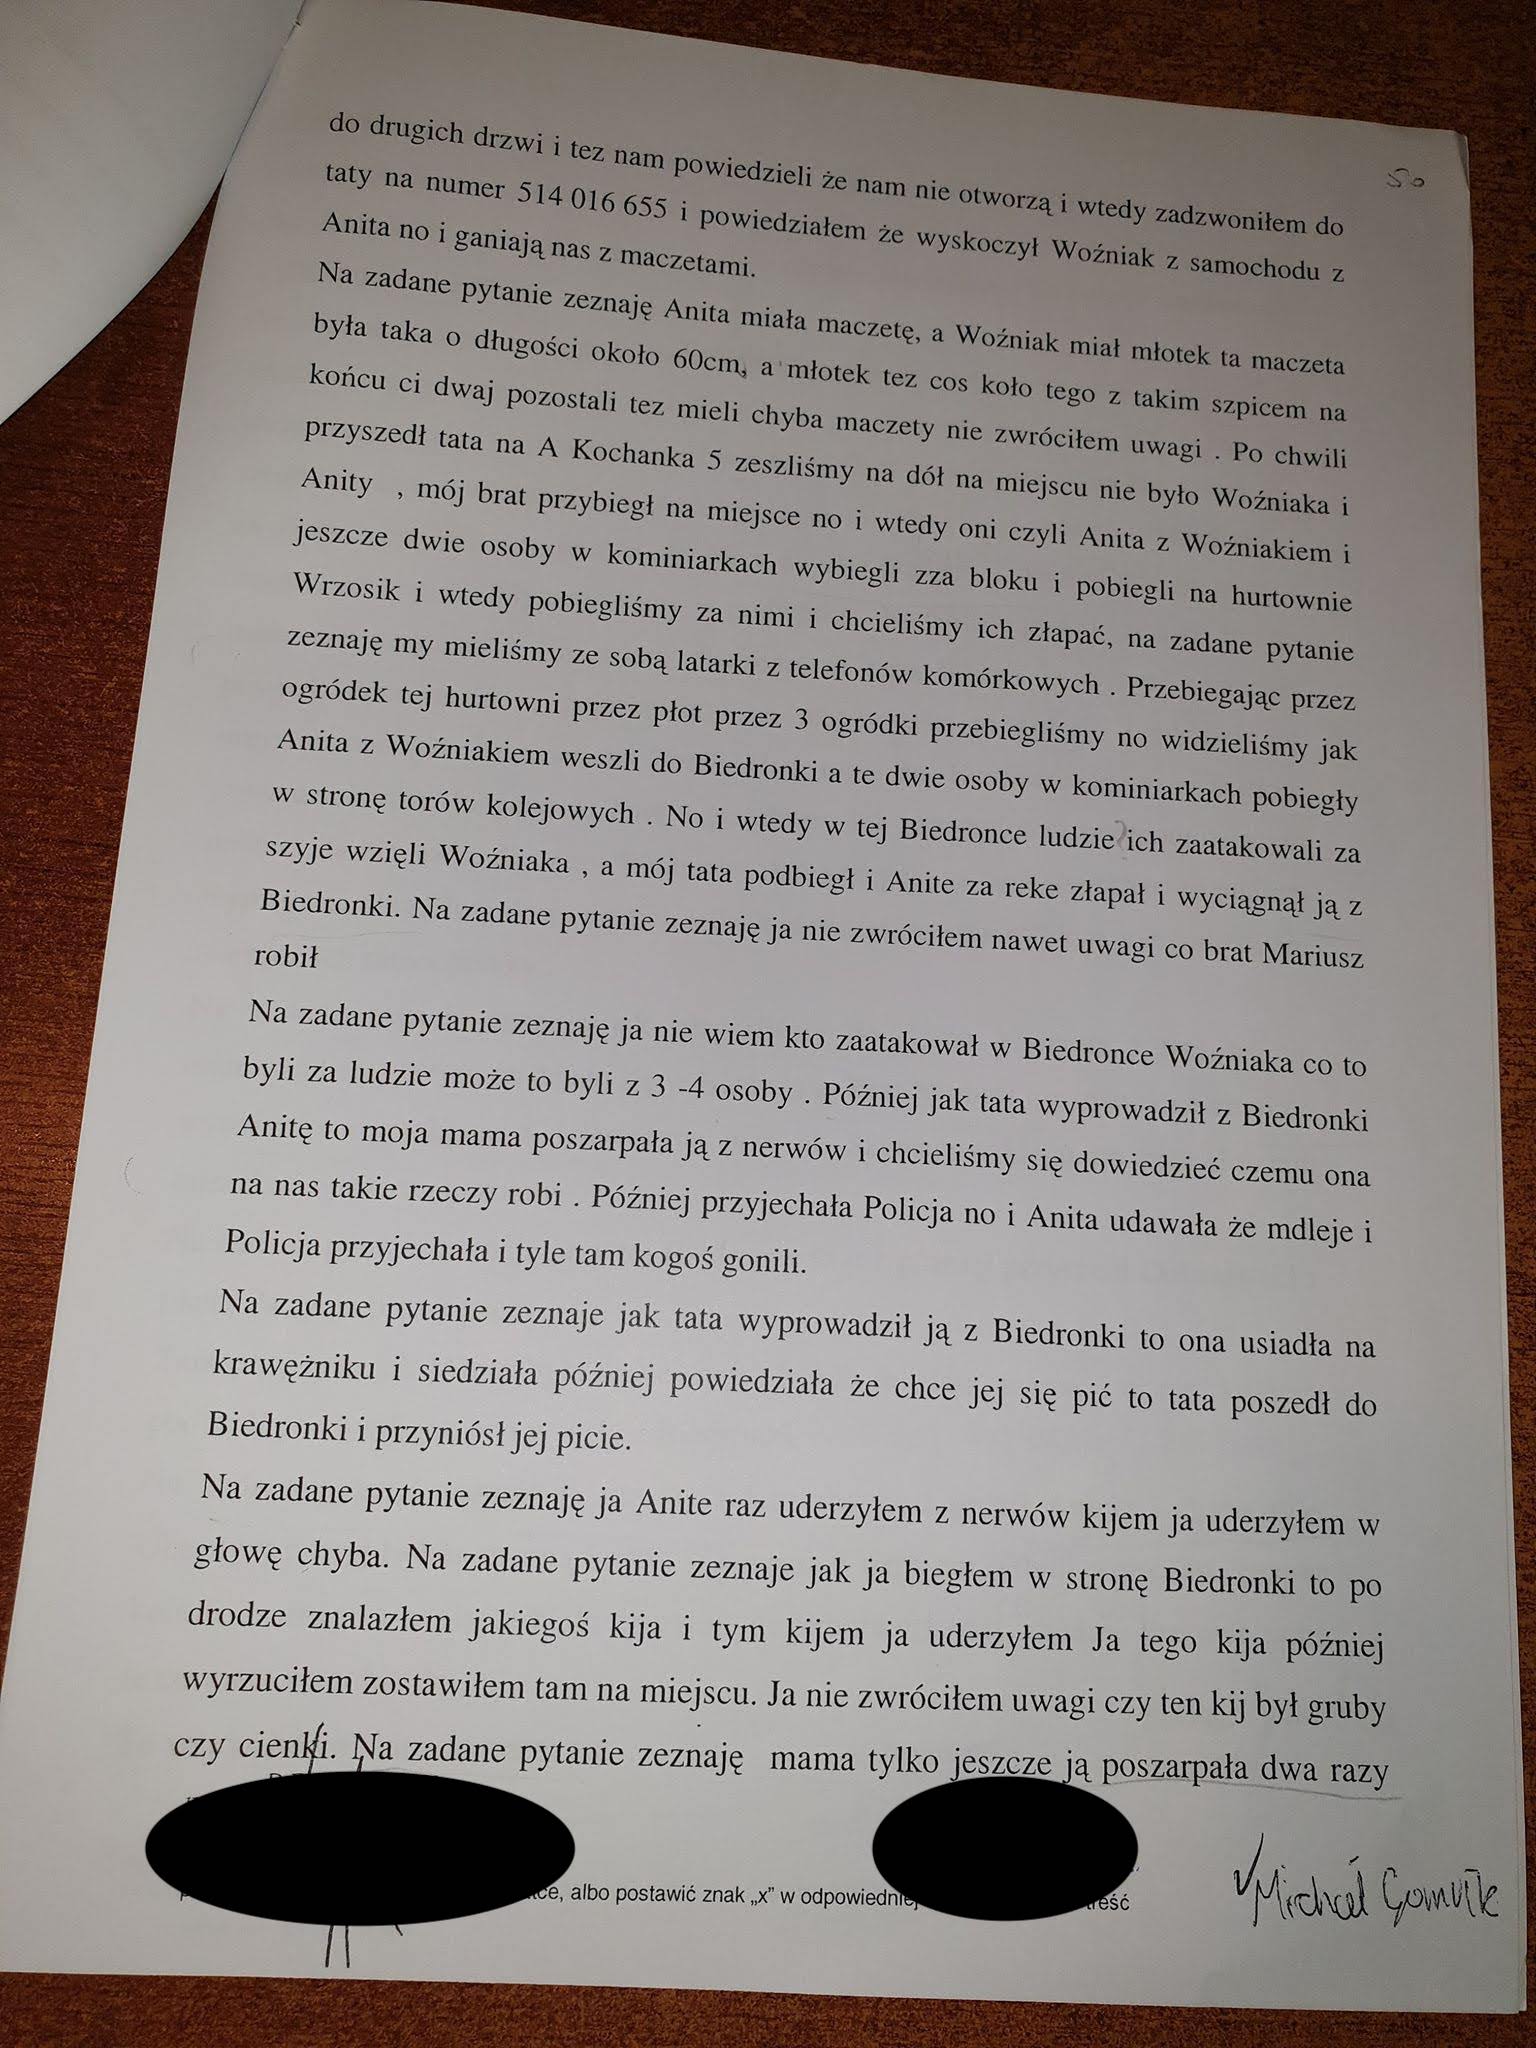 50
do drugich drzwi i tez nam powiedzieli że nam nie otworzą i wtedy zadzwoniłem do
taty na numer 514 016 655 i powiedziałem że wyskoczył Woźniak z samochodu z
Anita no i ganiają nas z maczetami.
Na zadane pytanie zeznaję Anita miała maczetę, a Woźniak miał młotek ta maczeta
była taka o długości około 60cm, a młotek tez cos koło tego z takim szpicem na
końcu ci dwaj pozostali tez mieli chyba maczety nie zwróciłem uwagi . Po chwili
przyszedł tata na A Kochanka 5 zeszliśmy na dół na miejscu nie było Woźniaka i
Anity , mój brat przybiegł na miejsce no i wtedy oni czyli Anita z Woźniakiem i
jeszcze dwie osoby w kominiarkach wybiegli zza bloku i pobiegli na hurtownie
Wrzosik i wtedy pobiegliśmy za nimi i chcieliśmy ich złapać, na zadane pytanie
zeznaję my mieliśmy ze sobą latarki z telefonów komórkowych . Przebiegając przez
ogródek tej hurtowni przez płot przez 3 ogródki przebiegliśmy no widzieliśmy jak
Anita z Woźniakiem weszli do Biedronki a te dwie osoby w kominiarkach pobiegły
w stronę torów kolejowych . No i wtedy w tej Biedronce ludzie ich zaatakowali za
szyje wzięli Woźniaka , a mój tata podbiegł i Anite za reke złapał i wyciągnął ją z
Biedronki. Na zadane pytanie zeznaję ja nie zwróciłem nawet uwagi co brat Mariusz
robił
Na zadane pytanie zeznaję ja nie wiem kto zaatakował w Biedronce Woźniaka co to
byli za ludzie może to byli z 3 -4 osoby . Później jak tata wyprowadził z Biedronki
Anitę to moja mama poszarpała ją z nerwów i chcieliśmy się dowiedzieć czemu ona
na nas takie rzeczy robi . Później przyjechała Policja no i Anita udawała że mdleje i
Policja przyjechała i tyle tam kogoś gonili.
Na zadane pytanie zeznaje jak tata wyprowadził ją z Biedronki to ona usiadła na
krawężniku i siedziała później powiedziała że chce jej się pić to tata poszedł do
Biedronki i przyniósł jej picie.
Na zadane pytanie zeznaję ja Anite raz uderzyłem z nerwów kijem ja uderzyłem w
głowę chyba. Na zadane pytanie zeznaje jak ja biegłem w stronę Biedronki to po
drodze znalazłem jakiegoś kija i tym kijem ja uderzyłem Ja tego kija później
wyrzuciłem zostawiłem tam na miejscu. Ja nie zwróciłem uwagi czy ten kij był gruby
czy cienki. Na zadane pytanie zeznaję mama tylko jeszcze ją poszarpała dwa razy
albo postawić znak „x” w odpowiedniej treść
Michał